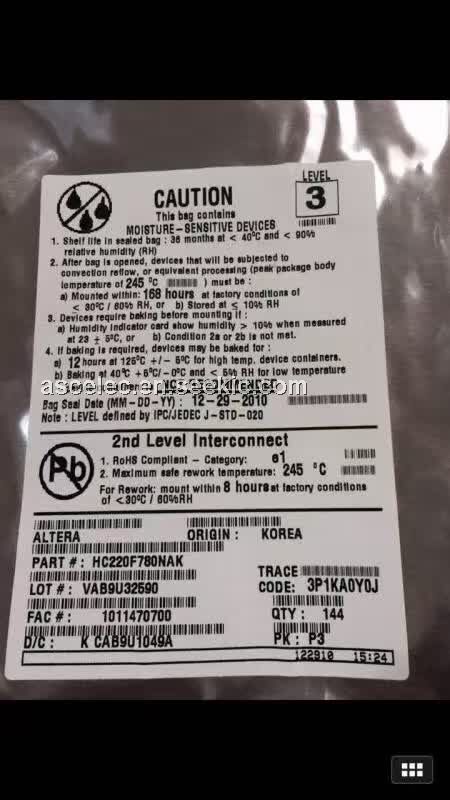 LEVEL
3
CAUTION
This bag contains
MOISTURE-SENSITIVE DEVICES
1. Shelf life in sealed bag : 36 months at < 40°C and < 90%
relative humidity (RH)
2. After bag is opened, devices that will be subjected to
convection reflow, or equivalent processing (peak package body
temperature of 245 °C ) must be :
a) Mounted within: 168 hours at factory conditions of
< 30°C / 60% RH, or b) Stored at ≤ 10% RH
3. Devices require baking before mounting if :
a) Humidity indicator card show humidity > 10% when measured
at 23 ± 5°C, or b) Condition 2a or 2b is not met.
4. If baking is required, devices may be baked for :
a) 12 hours at 125°C +/- 5°C for high temp. device containers.
b) Baking at 40°C +5°C/-0°C and < 5% RH for low temperature
ascelec.en.seekic.com
Bag Seal Date (MM-DD-YY) : 12-29-2010
Note : LEVEL defined by IPC/JEDEC J-STD-020
Pb
2nd Level Interconnect
1. RoHS Compliant - Category: e1
2. Maximum safe rework temperature: 245 °C
For Rework: mount within 8 hours at factory conditions
of <30°C / 60%RH
ALTERA ORIGIN : KOREA
PART # : HC220F780NAK
TRACE
LOT # : VAB9U32590 CODE: 3P1KA0Y0J
FAC # : 1011470700 QTY : 144
D/C : K CAB9U1049A PK : P3
122910 15:24